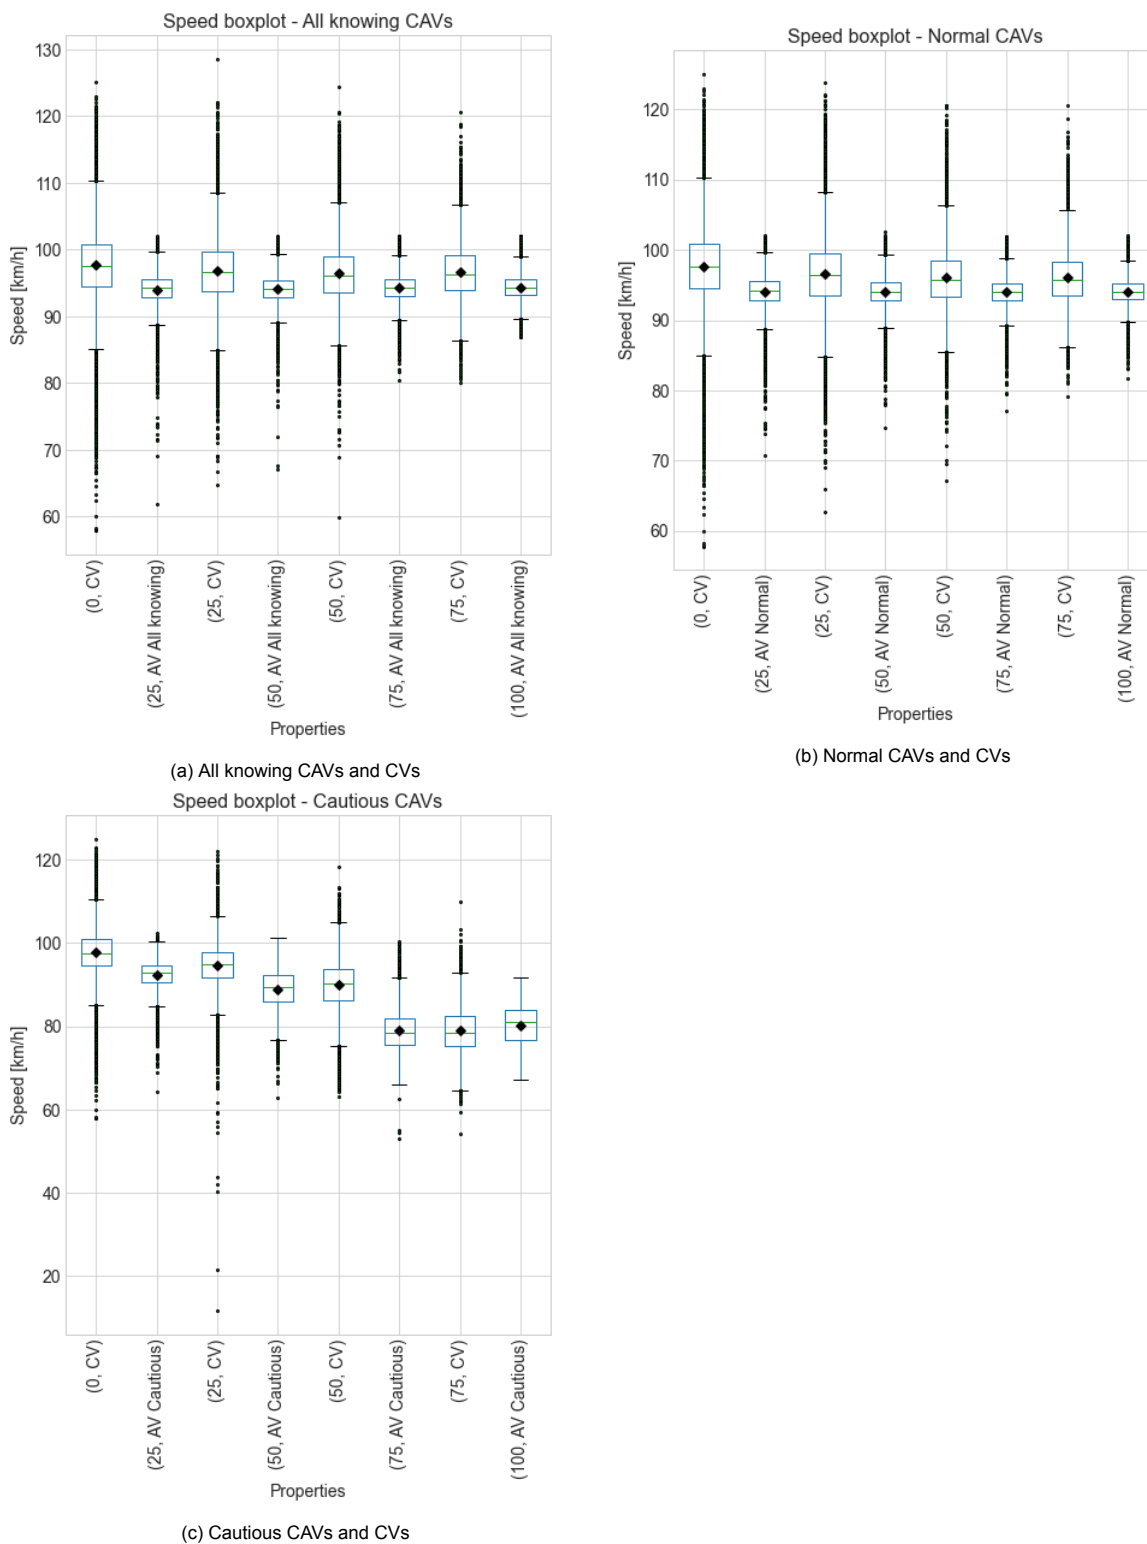 Speed boxplot - All knowing CAVs
130
120
110
100
90
80
70
60
Speed [km/h]
(0, CV)
(25, AV All knowing)
(25, CV)
(50, AV All knowing)
(50, CV)
(75, AV All knowing)
(75, CV)
(100, AV All knowing)
Properties
(a) All knowing CAVs and CVs
Speed boxplot - Normal CAVs
120
110
100
90
80
70
60
Speed [km/h]
(0, CV)
(25, AV Normal)
(25, CV)
(50, AV Normal)
(50, CV)
(75, AV Normal)
(75, CV)
(100, AV Normal)
Properties
(b) Normal CAVs and CVs
Speed boxplot - Cautious CAVs
120
100
80
60
40
20
Speed [km/h]
(0, CV)
(25, AV Cautious)
(25, CV)
(50, AV Cautious)
(50, CV)
(75, AV Cautious)
(75, CV)
(100, AV Cautious)
Properties
(c) Cautious CAVs and CVs